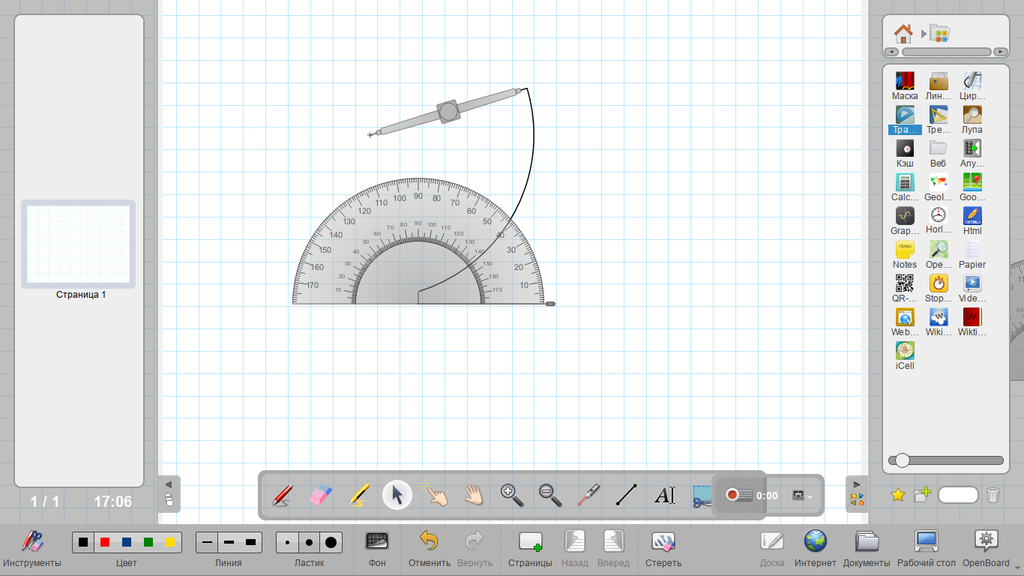 Страница 1
1 / 1
17:06
170
160
150
140
130
120
110
100
90
80
70
60
50
40
30
20
10
10
20
30
40
50
60
70
80
90
100
110
120
130
140
150
160
170
0:00
Маска
Лин...
Цир...
Тра...
Тре...
Лупа
Кэш
Веб
Any...
Calc...
Geol...
Goo...
Grap...
Horl...
Html
Notes
Ope...
Papier
QR-...
Stop...
Vide...
Web...
Wiki...
Wikti...
iCell
Инструменты
Цвет
Линия
Ластик
Фон
Отменить
Вернуть
Страницы
Назад
Вперед
Стереть
Доска
Интернет
Документы
Рабочий стол
OpenBoard